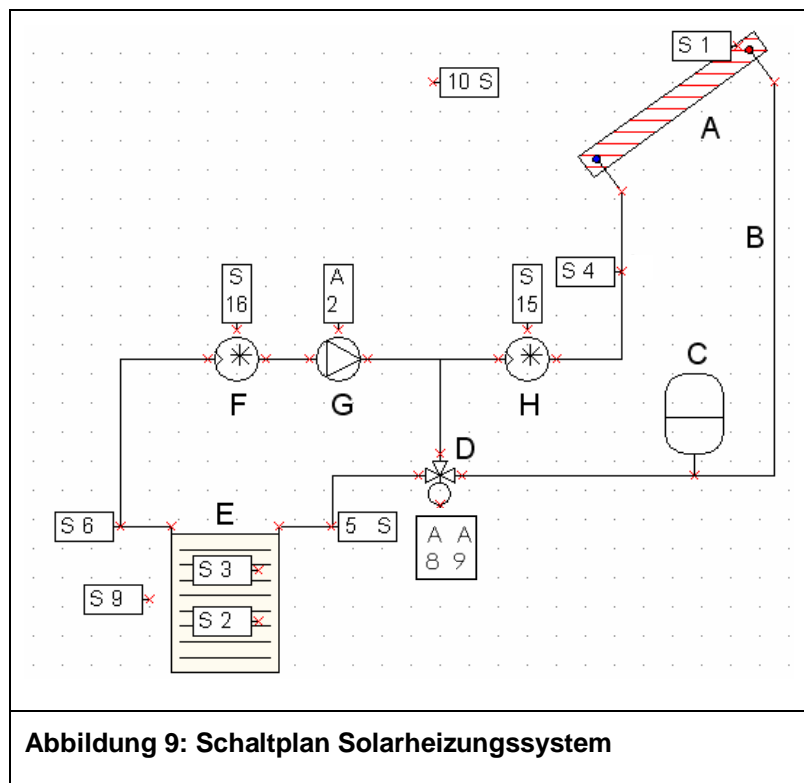 S 1
10 S
A
B
S 4
S
16
A
2
S
15
C
F
G
H
D
S 6
E
5 S
A A
8 9
S 3
S 9
S 2
Abbildung 9: Schaltplan Solarheizungssystem